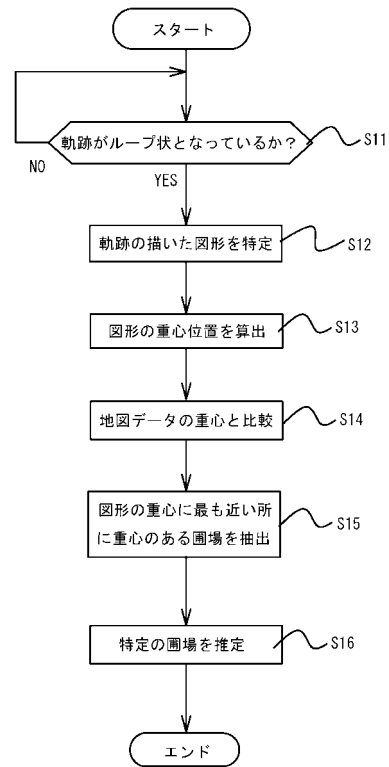 スタート
軌跡がループ状となっているか？
S11
NO
YES
軌跡の描いた図形を特定
S12
図形の重心位置を算出
S13
地図データの重心と比較
S14
図形の重心に最も近い所
に重心のある圃場を抽出
S15
特定の圃場を推定
S16
エンド